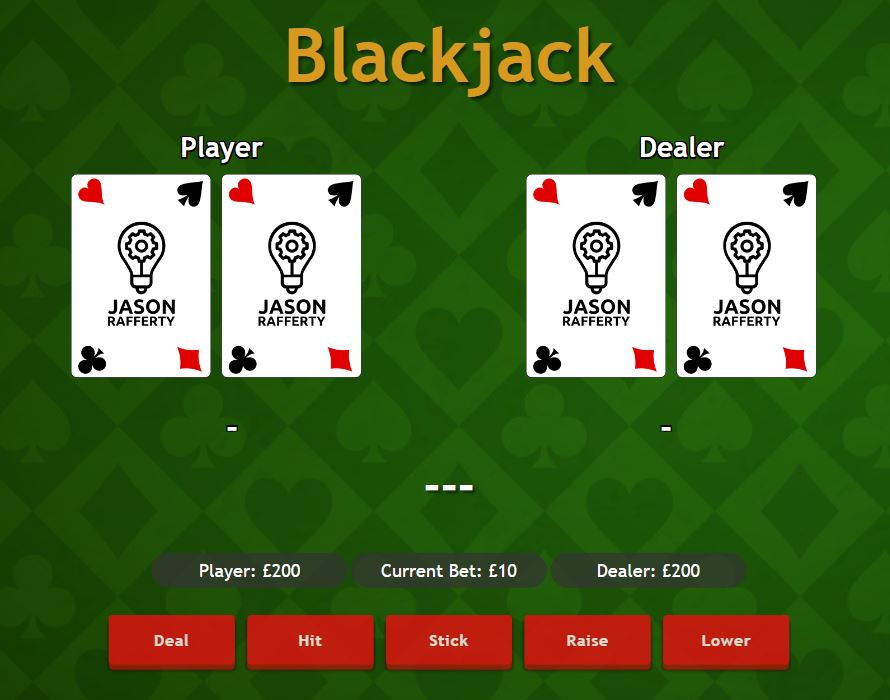 Blackjack
Player
Dealer
JASON
RAFFERTY
JASON
RAFFERTY
JASON
RAFFERTY
JASON
RAFFERTY
-
-
---
Player: £200
Current Bet: £10
Dealer: £200
Deal
Hit
Stick
Raise
Lower